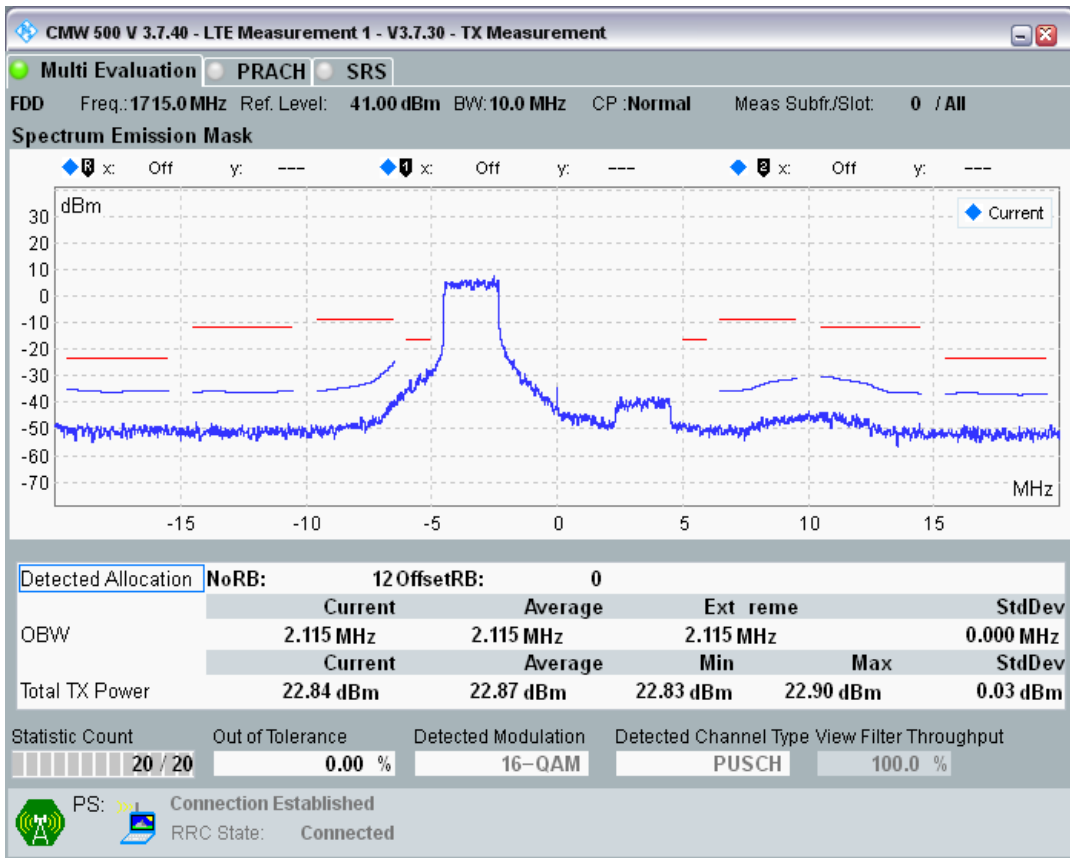 CMW 500 V 3.7.40 - LTE Measurement 1 - V3.7.30 - TX Measurement
Multi Evaluation PRACH SRS
FDD Freq.:1715.0 MHz Ref. Level: 41.00 dBm BW:10.0 MHz CP :Normal Meas Subfr./Slot: 0 / All
Spectrum Emission Mask
R x: Off y: --- 1 x: Off y: --- 2 x: Off y: ---
dBm
Current
30
20
10
0
-10
-20
-30
-40
-50
-60
-70
MHz
-15 -10 -5 0 5 10 15
Detected Allocation NoRB: 12 OffsetRB: 0
Current Average Ext reme StdDev
OBW 2.115 MHz 2.115 MHz 2.115 MHz 0.000 MHz
Current Average Min Max StdDev
Total TX Power 22.84 dBm 22.87 dBm 22.83 dBm 22.90 dBm 0.03 dBm
Statistic Count Out of Tolerance Detected Modulation Detected Channel Type View Filter Throughput
20 / 20 0.00 % 16-QAM PUSCH 100.0 %
PS: Connection Established
RRC State: Connected